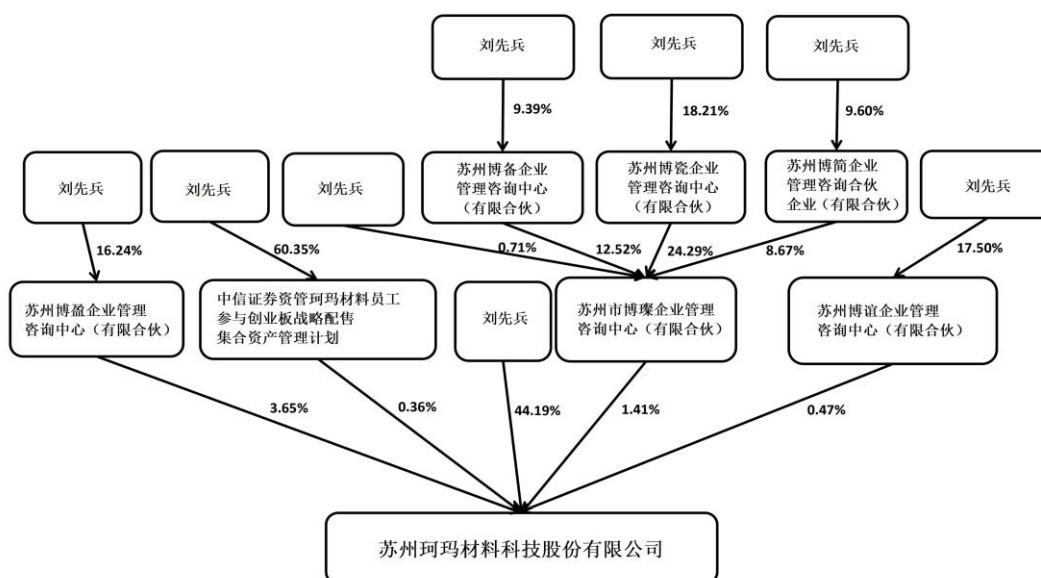 刘先兵
刘先兵
刘先兵
9.39%
18.21%
9.60%
刘先兵
刘先兵
刘先兵
苏州博备企业
管理咨询中心
（有限合伙）
苏州博瓷企业
管理咨询中心
（有限合伙）
苏州博简企业
管理咨询合伙
企业（有限合伙）
刘先兵
16.24%
60.35%
0.71%
12.52%
24.29%
8.67%
17.50%
苏州博盈企业管理
咨询中心（有限合伙）
中信证券资管珂玛材料员工
参与创业板战略配售
集合资产管理计划
刘先兵
苏州市博璨企业管理
咨询中心（有限合伙）
苏州博谊企业管理
咨询中心（有限合伙）
3.65%
0.36%
44.19%
1.41%
0.47%
苏州珂玛材料科技股份有限公司